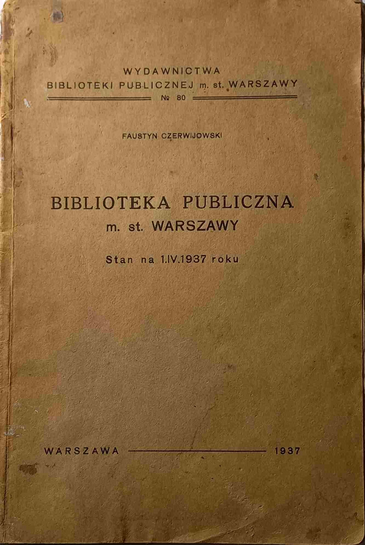 WYDAWNICTWA
BIBLIOTEKI PUBLICZNEJ m. st. WARSZAWY
№ 80
FAUSTYN CZERWIJOWSKI
BIBLIOTEKA PUBLICZNA
m. st. WARSZAWY
Stan na 1.IV.1937 roku
WARSZAWA 1937